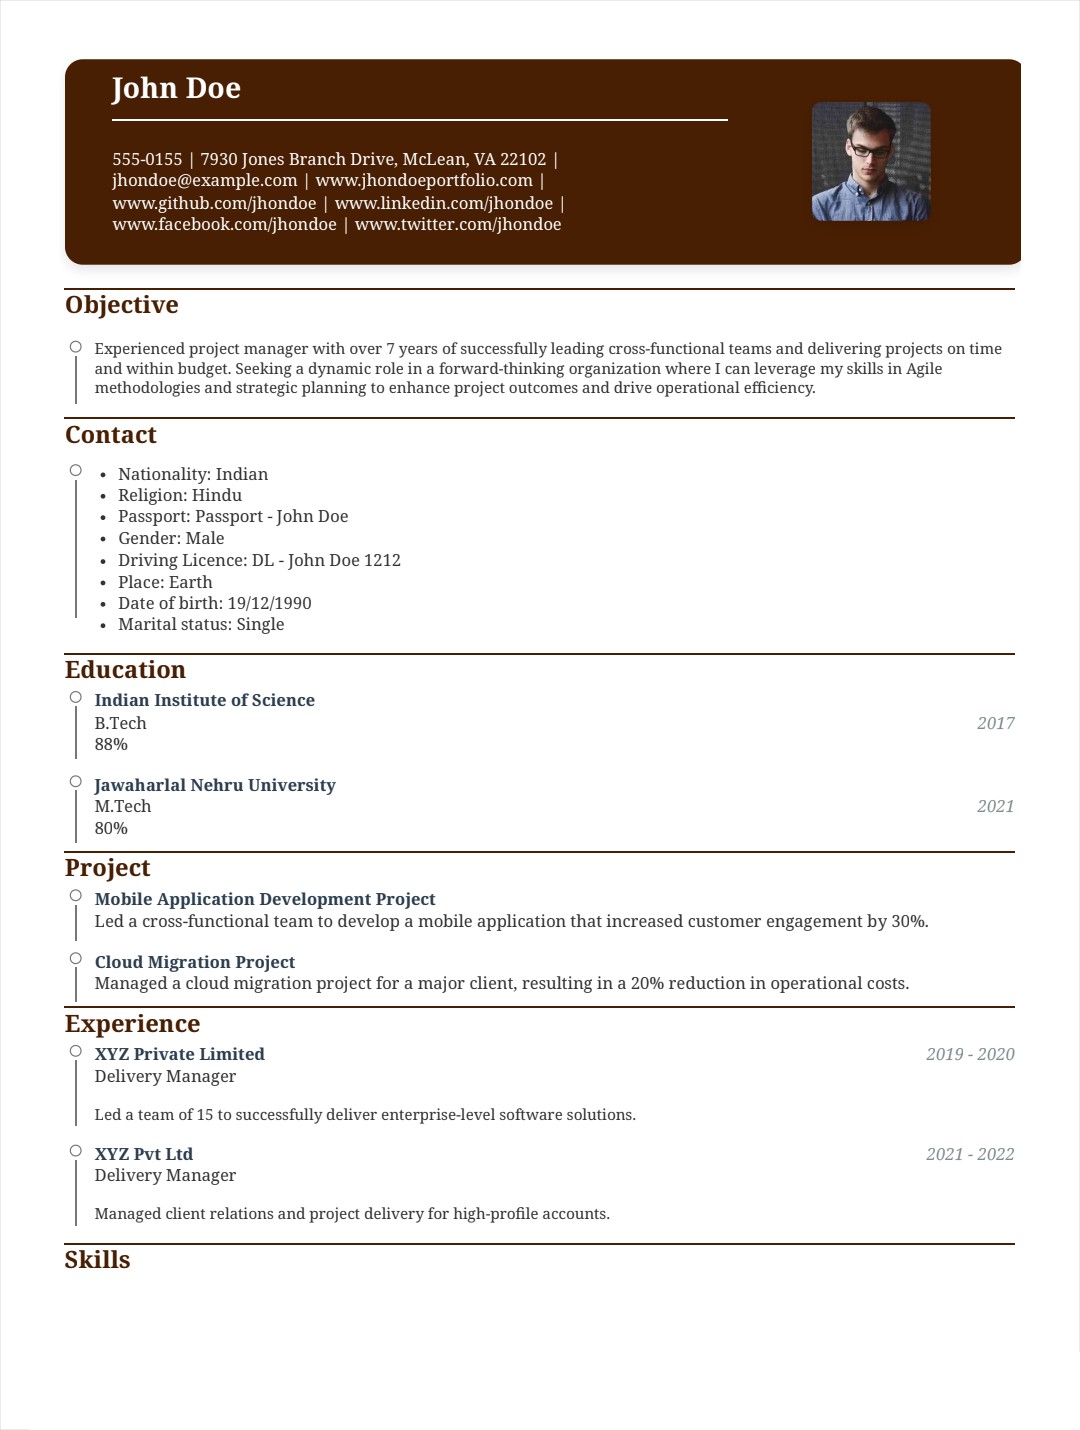 John Doe
555-0155 | 7930 Jones Branch Drive, McLean, VA 22102 |
jhondoe@example.com | www.jhondoeportfolio.com |
www.github.com/jhondoe | www.linkedin.com/jhondoe |
www.facebook.com/jhondoe | www.twitter.com/jhondoe
Objective
Experienced project manager with over 7 years of successfully leading cross-functional teams and delivering projects on time
and within budget. Seeking a dynamic role in a forward-thinking organization where I can leverage my skills in Agile
methodologies and strategic planning to enhance project outcomes and drive operational efficiency.
Contact
• Nationality: Indian
• Religion: Hindu
• Passport: Passport - John Doe
• Gender: Male
• Driving Licence: DL - John Doe 1212
• Place: Earth
• Date of birth: 19/12/1990
• Marital status: Single
Education
Indian Institute of Science
B.Tech 2017
88%
Jawaharlal Nehru University
M.Tech 2021
80%
Project
Mobile Application Development Project
Led a cross-functional team to develop a mobile application that increased customer engagement by 30%.
Cloud Migration Project
Managed a cloud migration project for a major client, resulting in a 20% reduction in operational costs.
Experience
XYZ Private Limited 2019 - 2020
Delivery Manager
Led a team of 15 to successfully deliver enterprise-level software solutions.
XYZ Pvt Ltd 2021 - 2022
Delivery Manager
Managed client relations and project delivery for high-profile accounts.
Skills